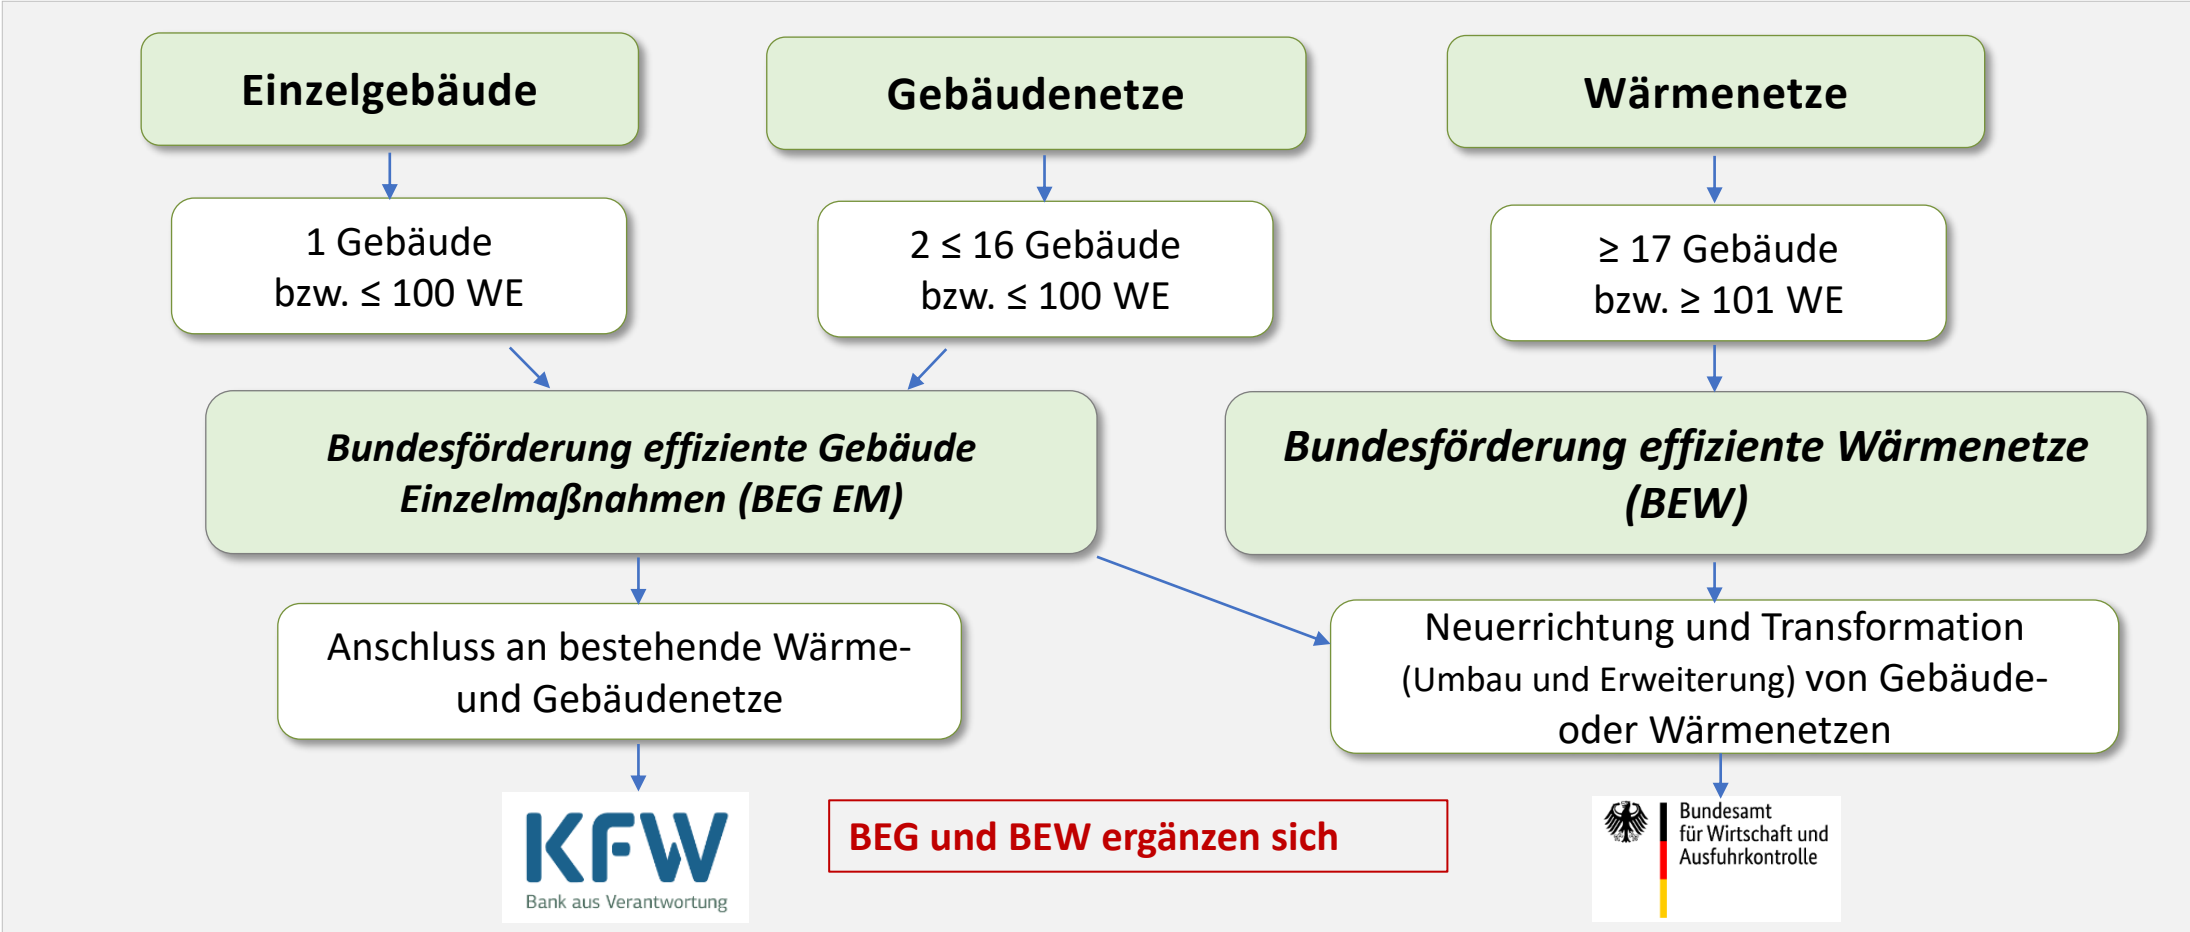 Einzelgebäude
Gebäudenetze
Wärmenetze
1 Gebäude
bzw. ≤ 100 WE
2 ≤ 16 Gebäude
bzw. ≤ 100 WE
≥ 17 Gebäude
bzw. ≥ 101 WE
Bundesförderung effiziente Gebäude
Einzelmaßnahmen (BEG EM)
Bundesförderung effiziente Wärmenetze
(BEW)
Anschluss an bestehende Wärme-
und Gebäudenetze
Neuerrichtung und Transformation
(Umbau und Erweiterung) von Gebäude-
oder Wärmenetzen
KFW
Bank aus Verantwortung
BEG und BEW ergänzen sich
Bundesamt
für Wirtschaft und
Ausfuhrkontrolle